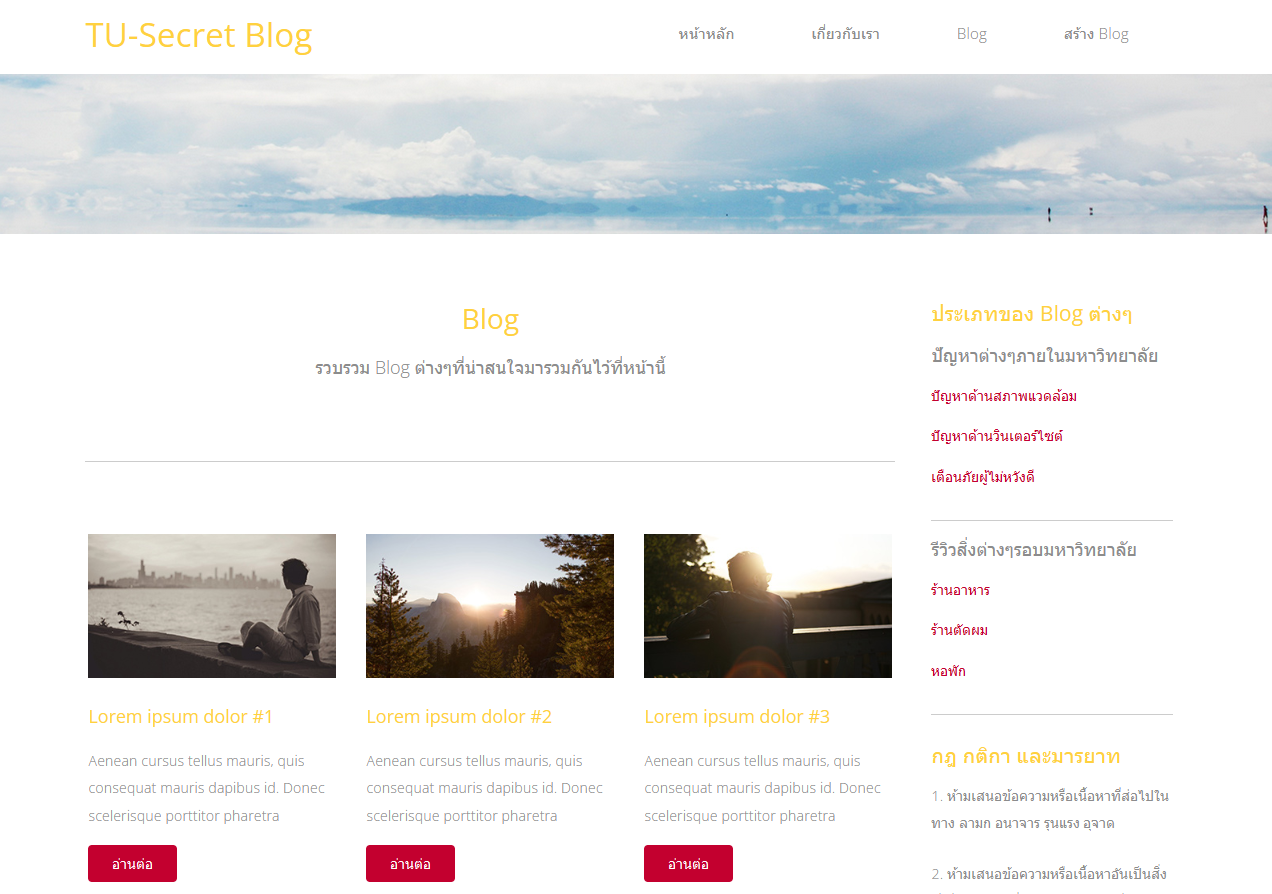 TU-Secret Blog
หน้าหลัก
เกี่ยวกับเรา
Blog
สร้าง Blog
Blog
รวบรวม Blog ต่างๆที่น่าสนใจมารวมกันไว้ที่หน้านี้
Lorem ipsum dolor #1
Aenean cursus tellus mauris, quis
consequat mauris dapibus id. Donec
scelerisque porttitor pharetra
อ่านต่อ
Lorem ipsum dolor #2
Aenean cursus tellus mauris, quis
consequat mauris dapibus id. Donec
scelerisque porttitor pharetra
อ่านต่อ
Lorem ipsum dolor #3
Aenean cursus tellus mauris, quis
consequat mauris dapibus id. Donec
scelerisque porttitor pharetra
อ่านต่อ
ประเภทของ Blog ต่างๆ
ปัญหาต่างๆภายในมหาวิทยาลัย
ปัญหาด้านสภาพแวดล้อม
ปัญหาด้านวินเตอร์ไซต์
เตือนภัยผู้ไม่หวังดี
รีวิวสิ่งต่างๆรอบมหาวิทยาลัย
ร้านอาหาร
ร้านตัดผม
หอพัก
กฎ กติกา และมารยาท
1. ห้ามเสนอข้อความหรือเนื้อหาที่ส่อไปใน
ทาง ลามก อนาจาร รุนแรง อุจาด
2. ห้ามเสนอข้อความหรือเนื้อหาอันเป็นสิ่ง